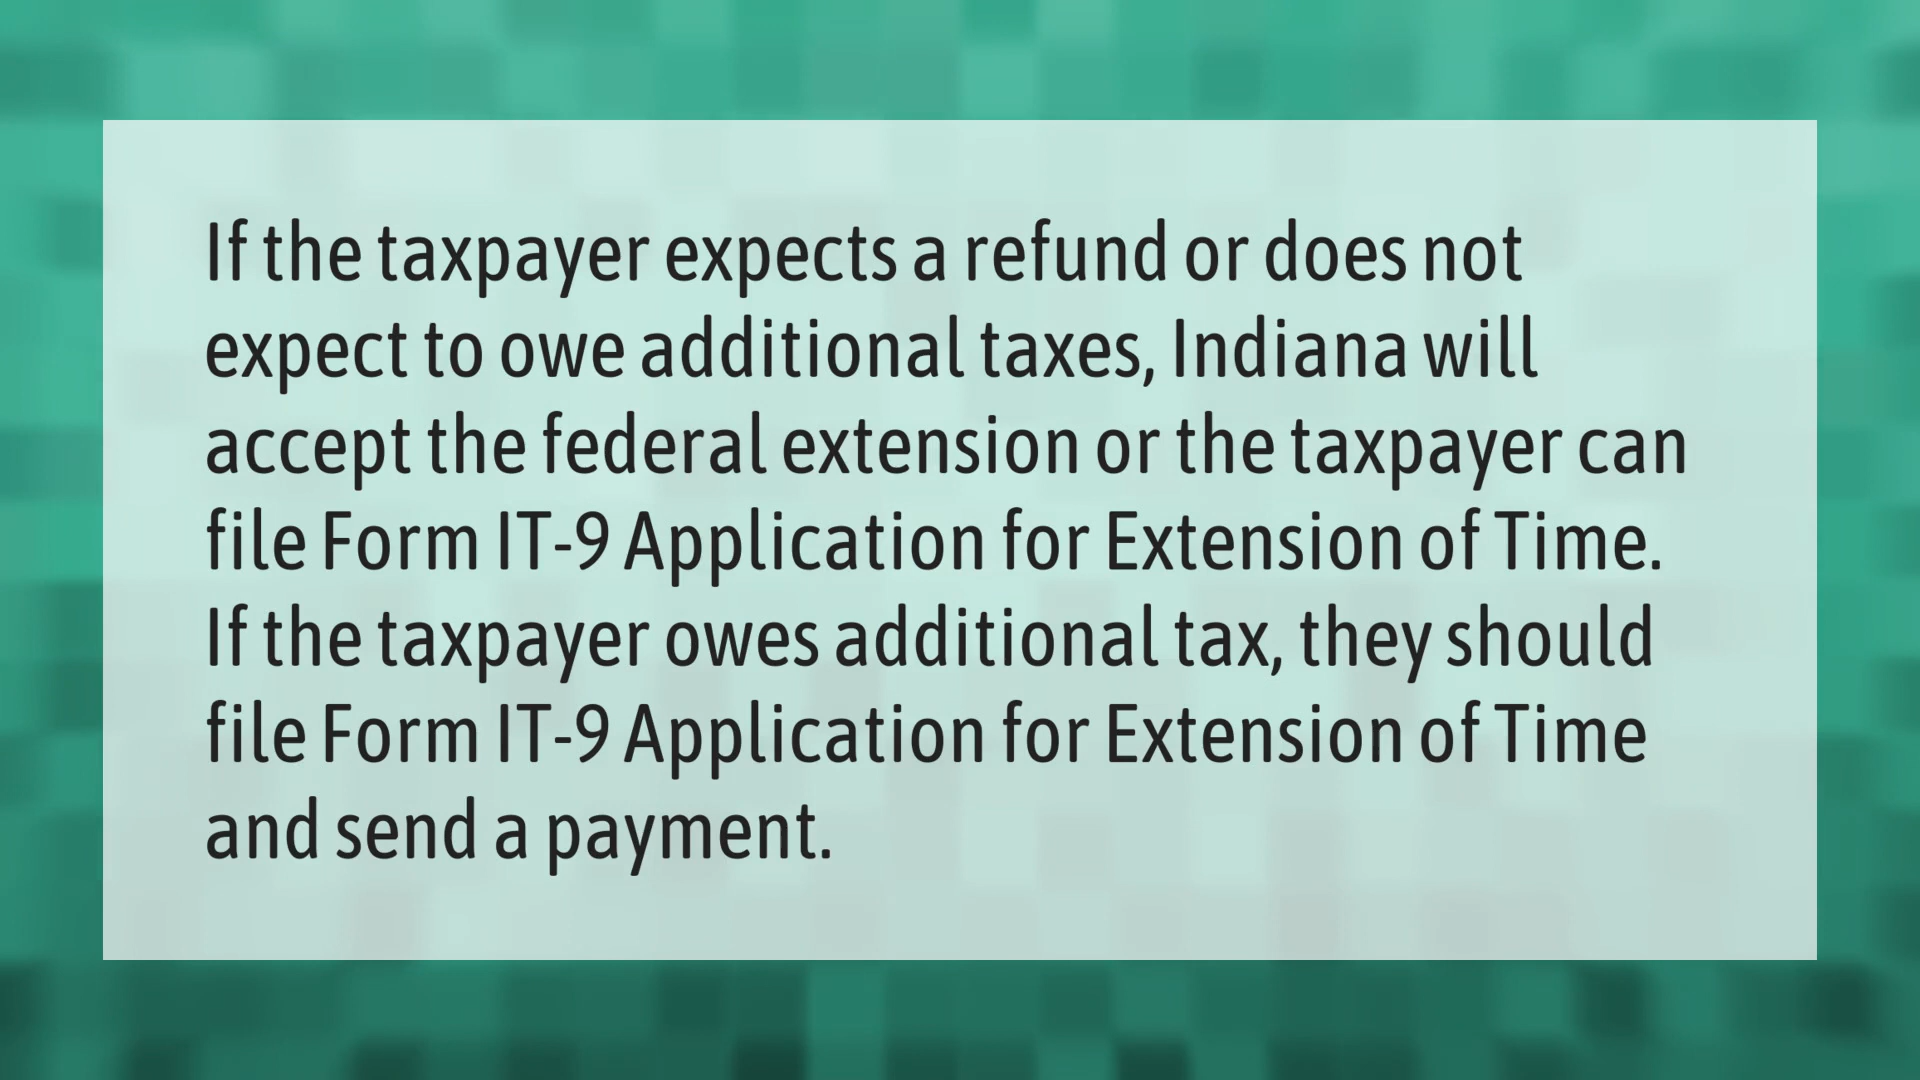 If the taxpayer expects a refund or does not
expect to owe additional taxes, Indiana will
accept the federal extension or the taxpayer can
file Form IT-9 Application for Extension of Time.
If the taxpayer owes additional tax, they should
file Form IT-9 Application for Extension of Time
and send a payment.